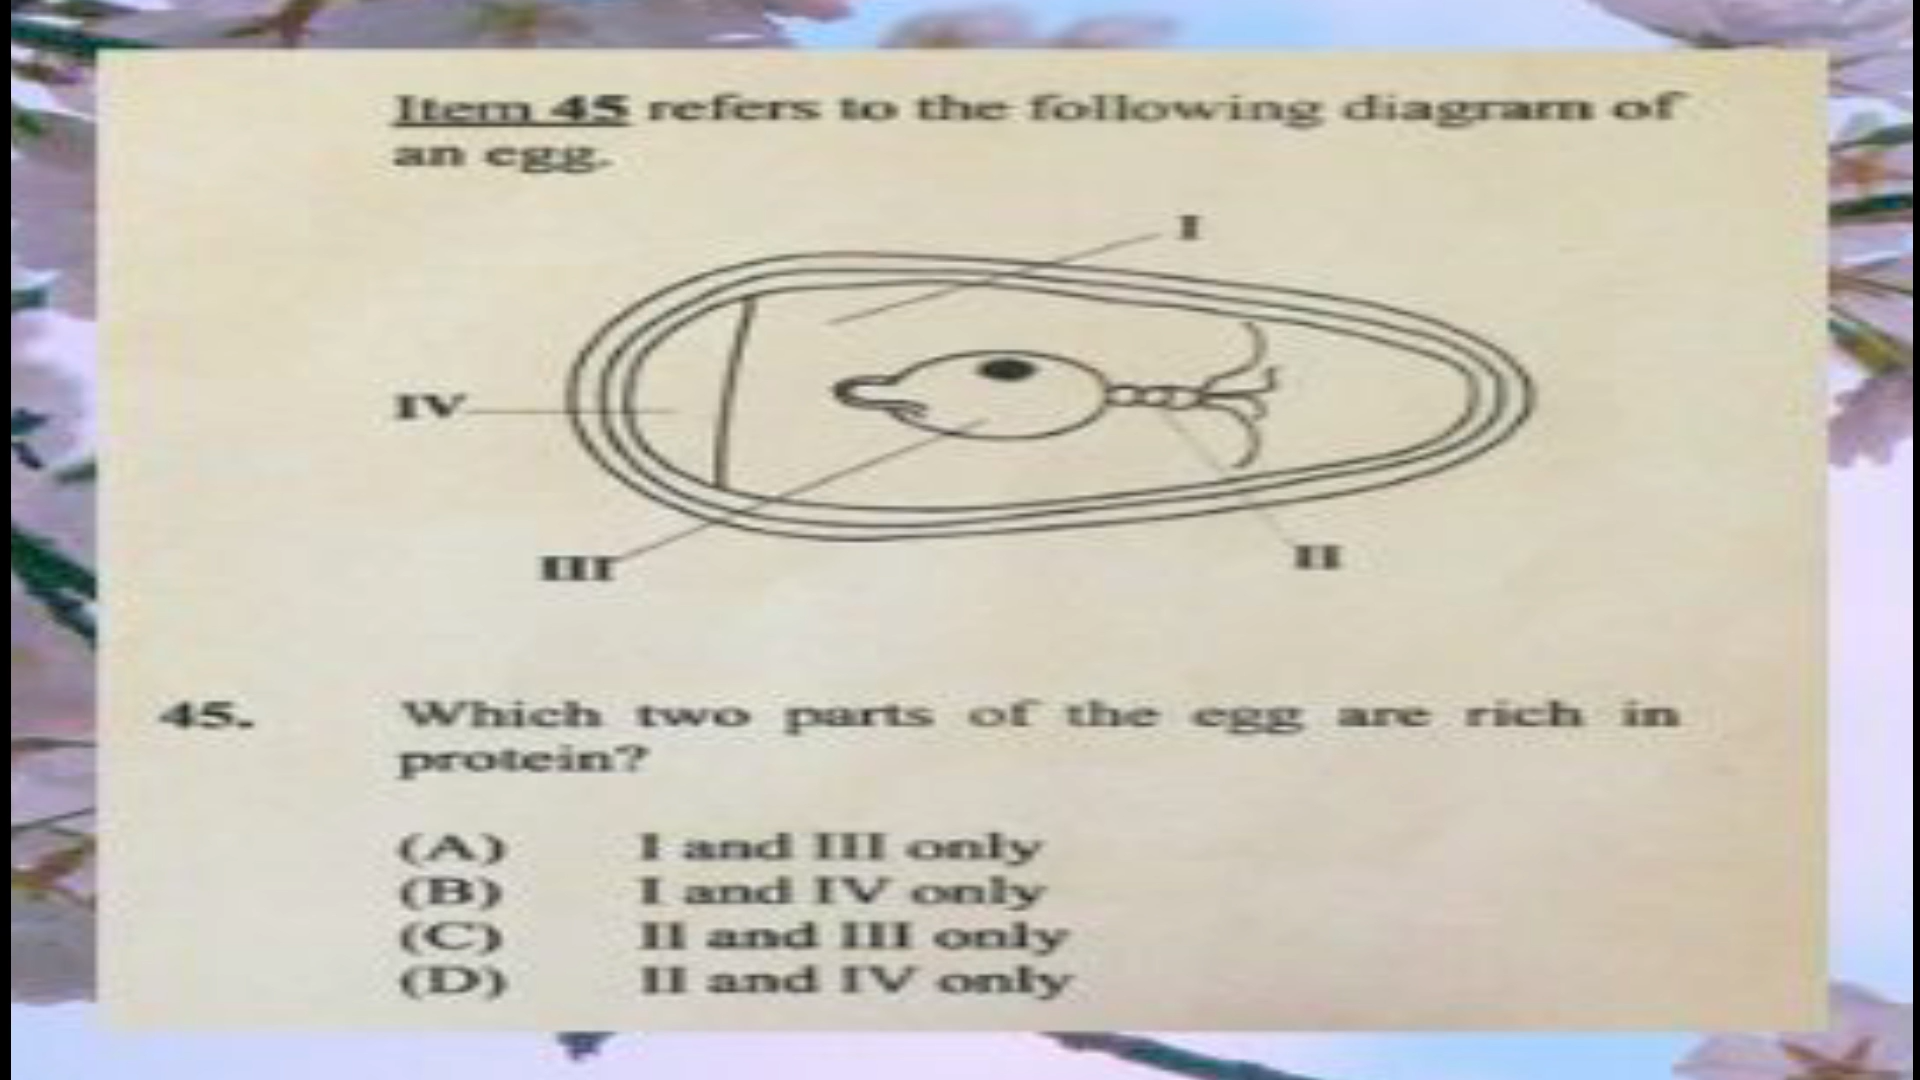 Item 45 refers to the following diagram of
an egg.
I
IV
III
II
45. Which two parts of the egg are rich in
protein?
(A) I and III only
(B) I and IV only
(C) II and III only
(D) II and IV only